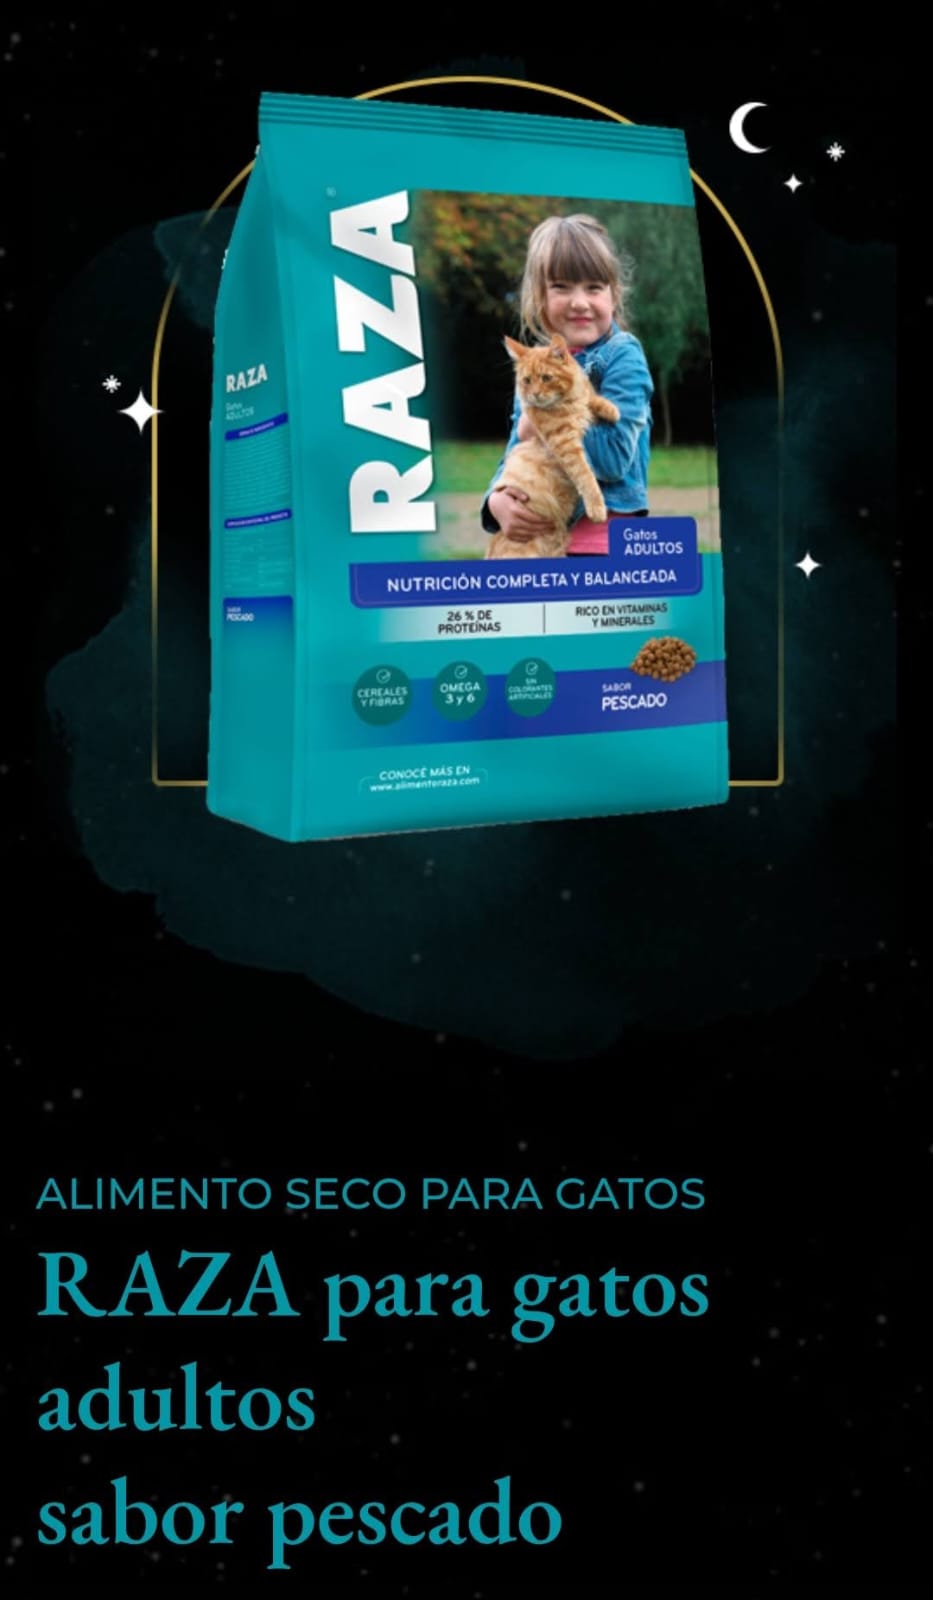 RAZA
Gatos
ADULTOS
NUTRICIÓN COMPLETA Y BALANCEADA
26 % DE
PROTEÍNAS
RICO EN VITAMINAS
Y MINERALES
CEREALES
Y FIBRAS
OMEGA
3 y 6
SIN
COLORANTES
ARTIFICIALES
SABOR
PESCADO
CONOCÉ MÁS EN
www.alimentoraza.com
RAZA
Gatos
ADULTOS
SABOR
PESCADO
ALIMENTO SECO PARA GATOS
RAZA para gatos
adultos
sabor pescado